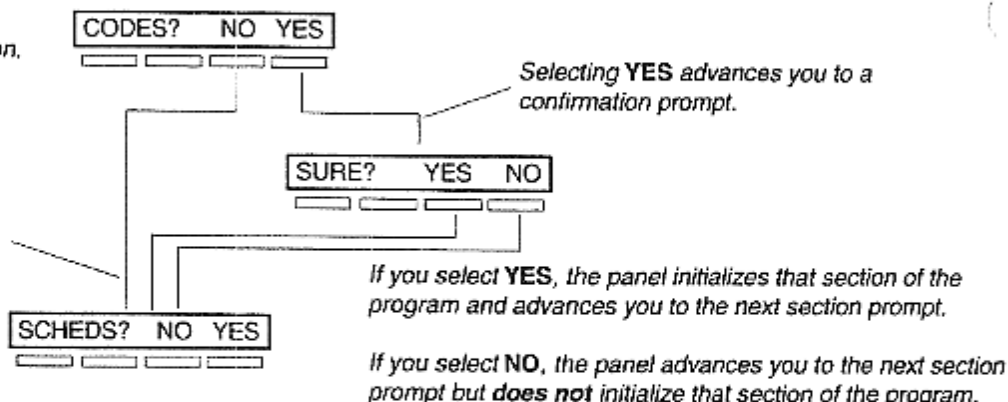 CODES? NO YES
on,
Selecting YES advances you to a
confirmation prompt.
SURE? YES NO
If you select YES, the panel initializes that section of the
program and advances you to the next section prompt.
SCHEDS? NO YES
If you select NO, the panel advances you to the next section
prompt but does not initialize that section of the program.